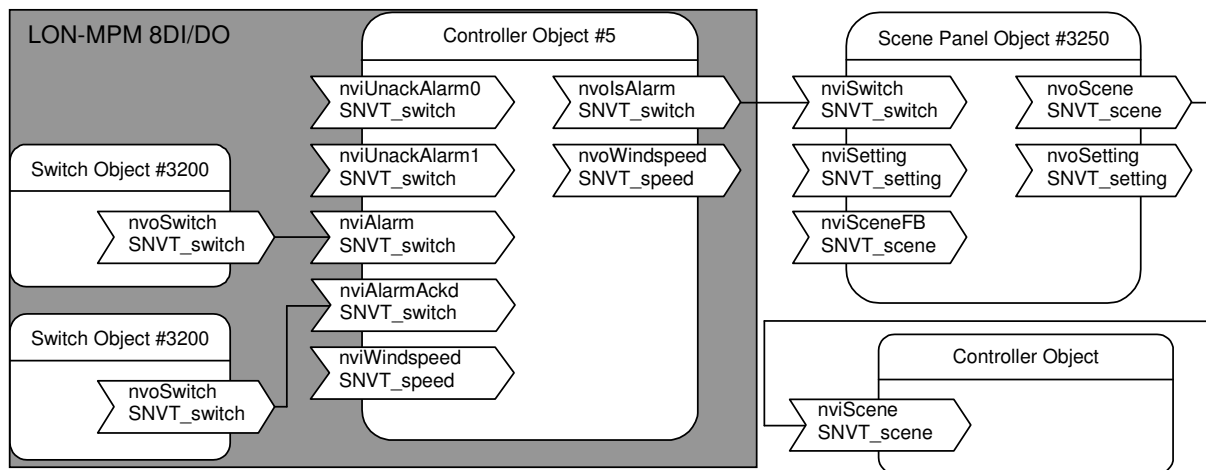 LON-MPM 8DI/DO
Controller Object #5
nviUnackAlarm0
SNVT_switch
nviUnackAlarm1
SNVT_switch
nviAlarm
SNVT_switch
nviAlarmAckd
SNVT_switch
nviWindspeed
SNVT_speed
nvoIsAlarm
SNVT_switch
nvoWindspeed
SNVT_speed
Switch Object #3200
nvoSwitch
SNVT_switch
Switch Object #3200
nvoSwitch
SNVT_switch
Scene Panel Object #3250
nviSwitch
SNVT_switch
nviSetting
SNVT_setting
nviSceneFB
SNVT_scene
nvoScene
SNVT_scene
nvoSetting
SNVT_setting
Controller Object
nviScene
SNVT_scene